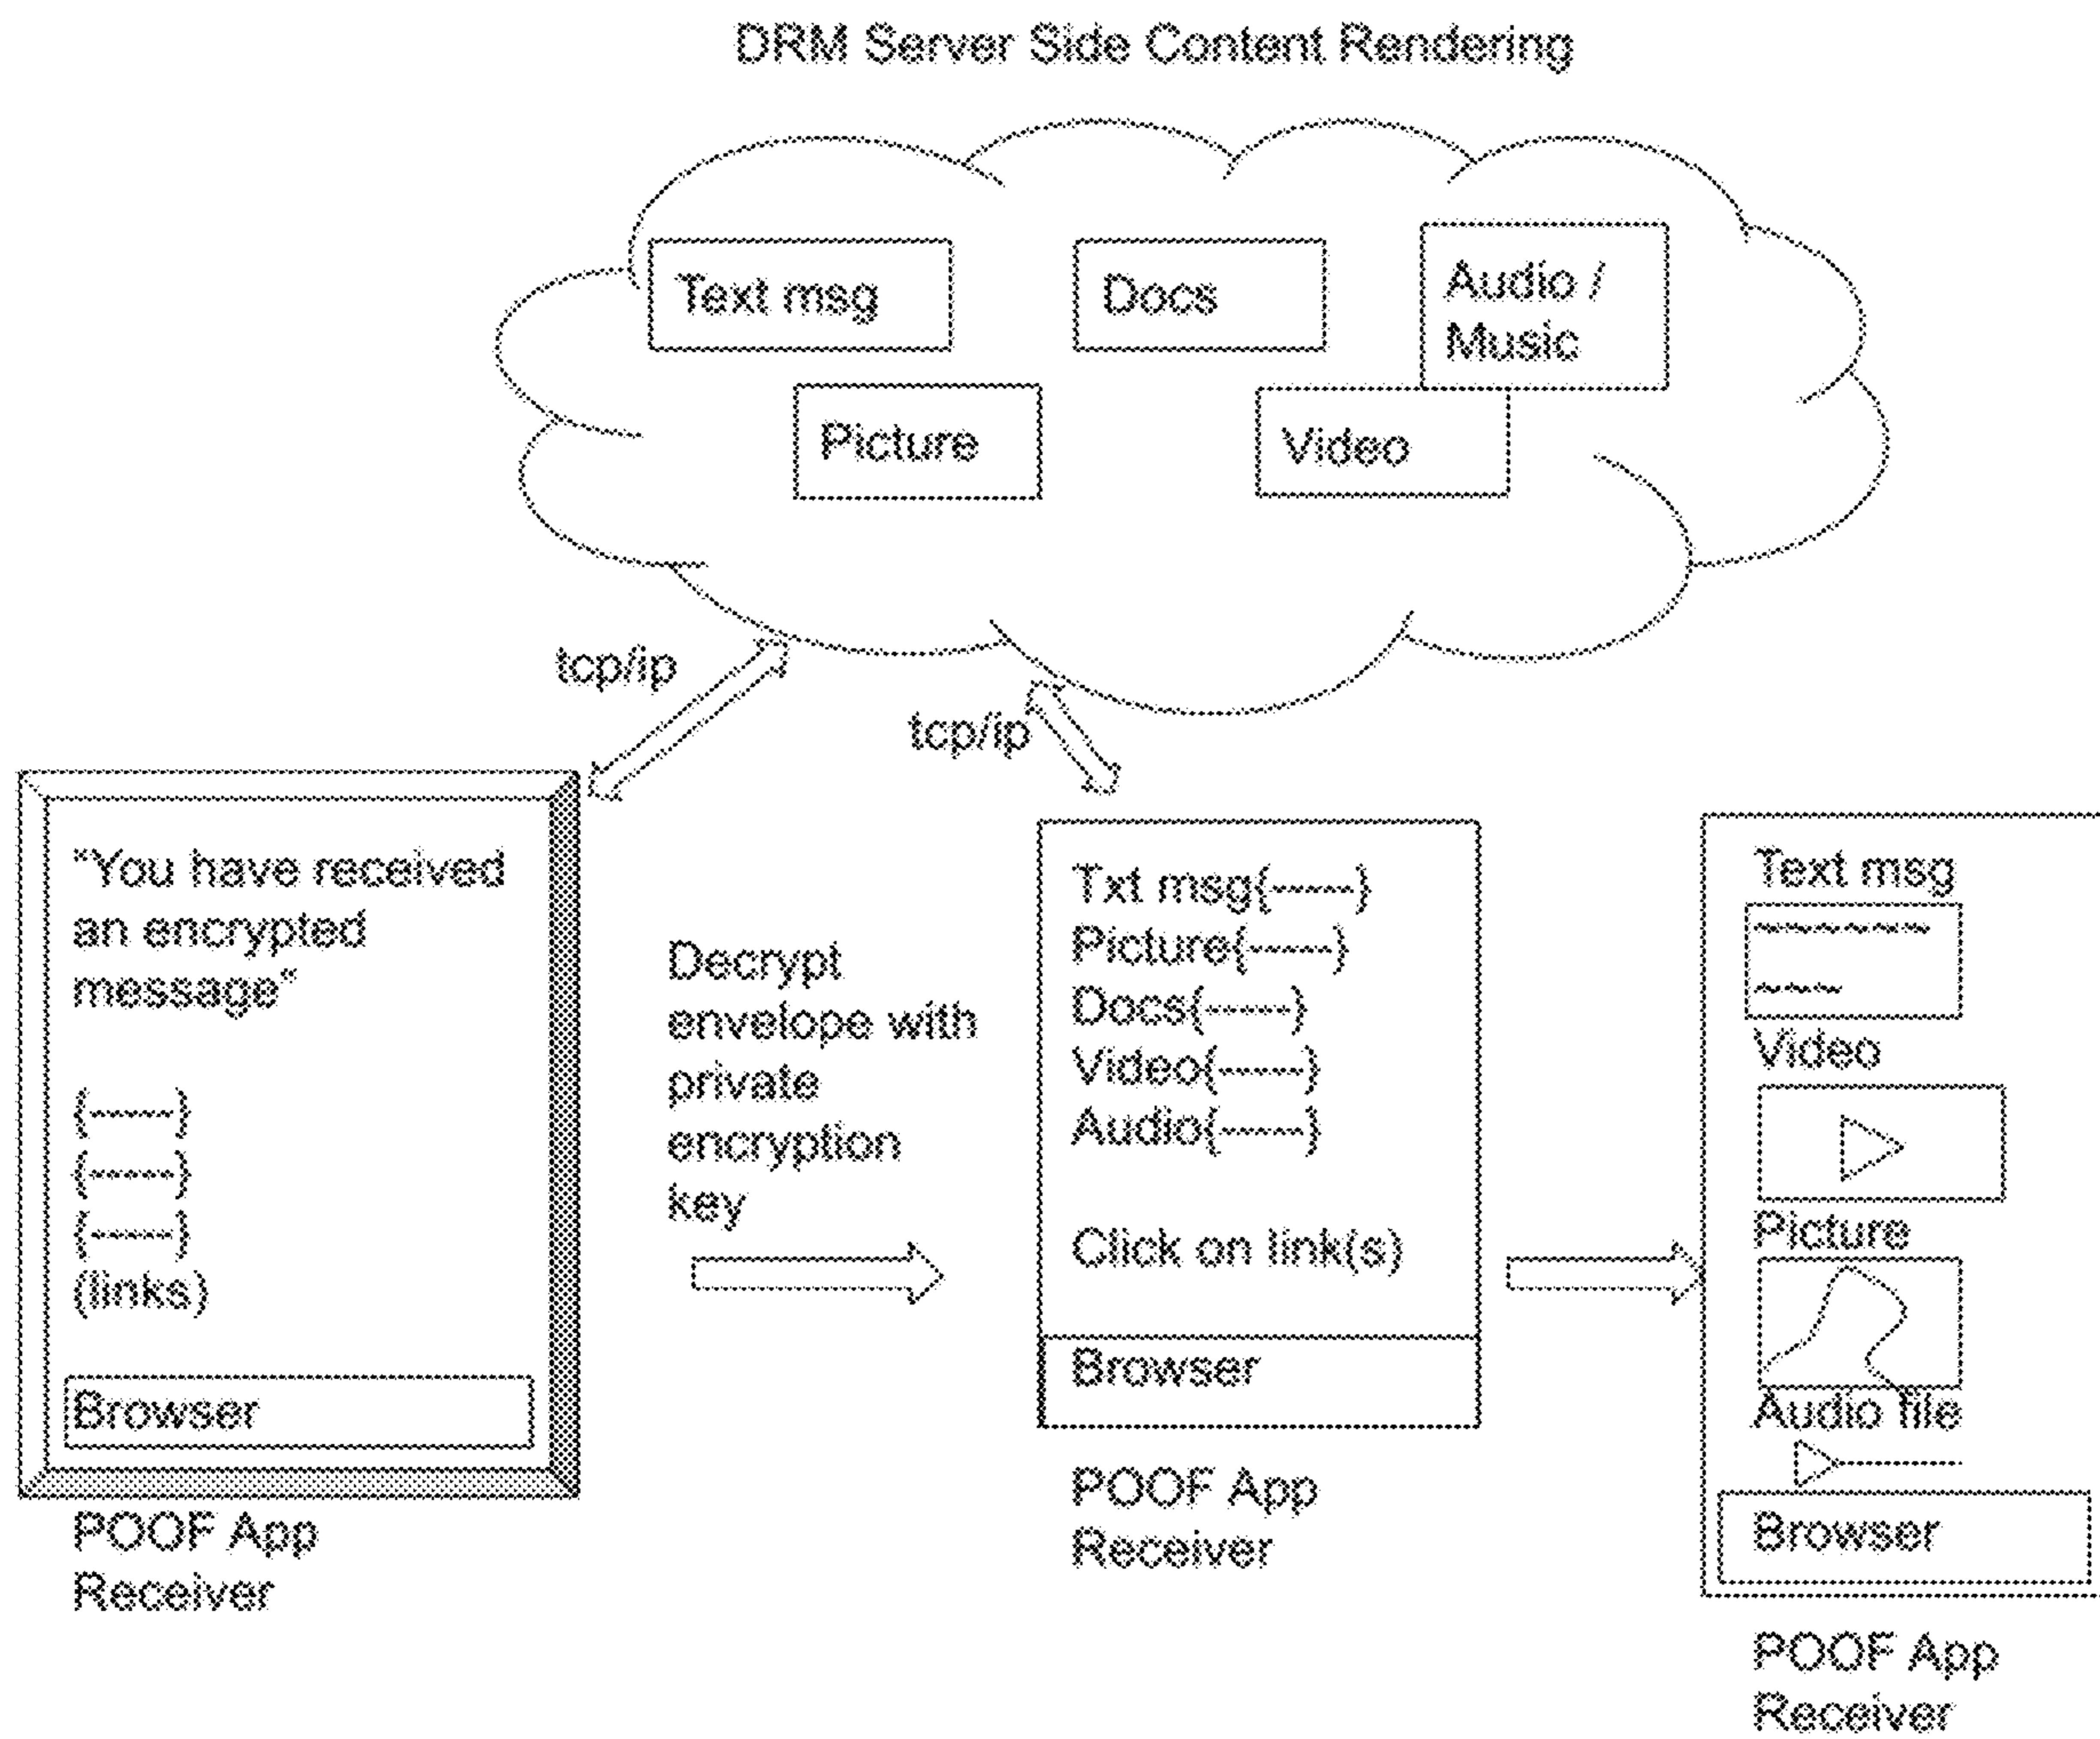 DRM Server Side Content Rendering
Text msg
Docs
Audio /
Music
Picture
Video
tcp/ip
tcp/ip
“You have received
an encrypted
message“
{------}
{------}
{------}
(links)
Browser
POOF App
Receiver
Decrypt
envelope with
private
encryption
key
Txt msg{------}
Picture{------}
Docs{------}
Video{------}
Audio{------}
Click on link(s)
Browser
POOF App
Receiver
Text msg
Video
Picture
Audio file
Browser
POOF App
Receiver